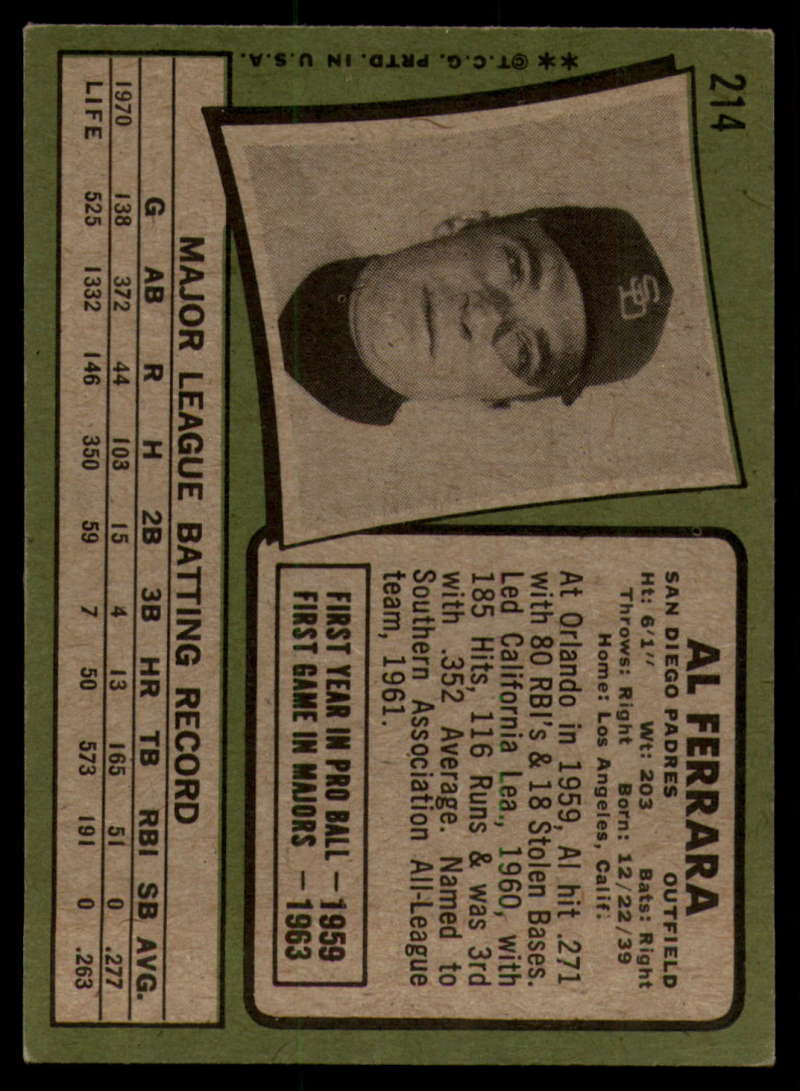 214
**©T.C.G. PRTD. IN U.S.A.
SD
AL FERRARA
SAN DIEGO PADRES OUTFIELD
Ht: 6'1" Wt: 203 Bats: Right
Throws: Right Born: 12/22/39
Home: Los Angeles, Calif.
At Orlando in 1959, Al hit .271
with 80 RBI's & 18 Stolen Bases.
Led California Lea., 1960, with
185 Hits, 116 Runs & was 3rd
with .352 Average. Named to
Southern Association All-League
team, 1961.
FIRST YEAR IN PRO BALL – 1959
FIRST GAME IN MAJORS – 1963
MAJOR LEAGUE BATTING RECORD
G AB R H 2B 3B HR TB RBI SB AVG.
1970 138 372 44 103 15 4 13 165 51 0 .277
LIFE 525 1332 146 350 59 7 50 573 191 0 .263